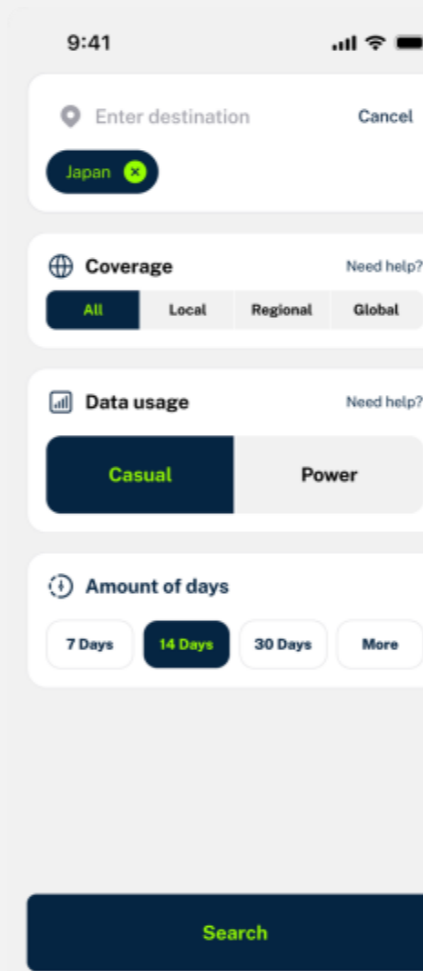 9:41
Enter destination Cancel
Japan
Coverage Need help?
All Local Regional Global
Data usage Need help?
Casual Power
Amount of days
7 Days 14 Days 30 Days More
Search